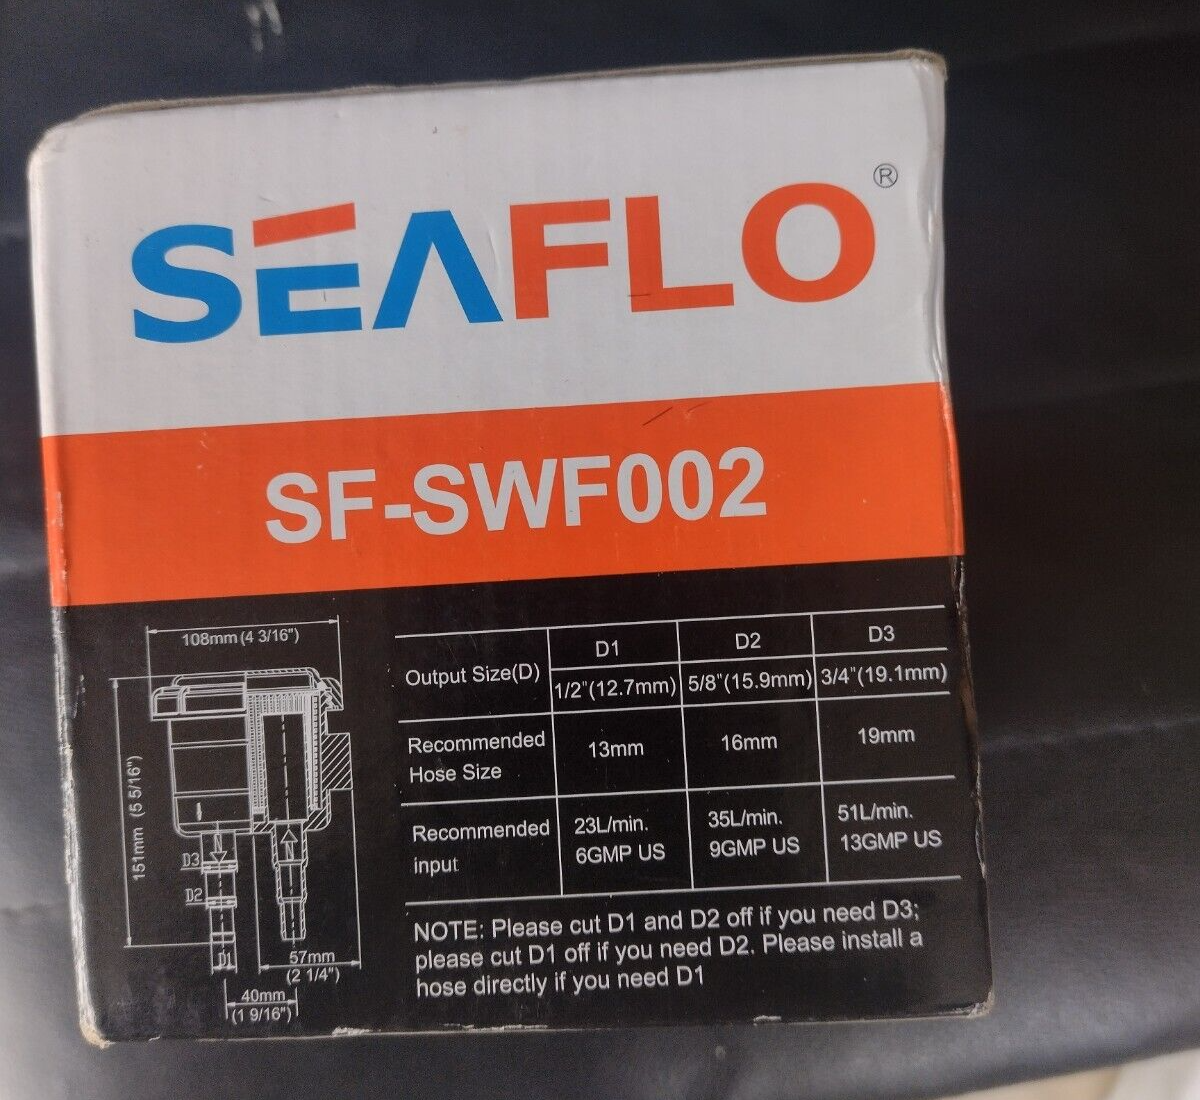 SEAFLO®
SF-SWF002
108mm (4 3/16")
151mm (5 5/16")
D3
D2
D1
57mm
(2 1/4")
40mm
(1 9/16")
Output Size(D) D1 D2 D3
1/2"(12.7mm) 5/8"(15.9mm) 3/4"(19.1mm)
Recommended
Hose Size 13mm 16mm 19mm
Recommended
input 23L/min. 35L/min. 51L/min.
6GMP US 9GMP US 13GMP US
NOTE: Please cut D1 and D2 off if you need D3;
please cut D1 off if you need D2. Please install a
hose directly if you need D1